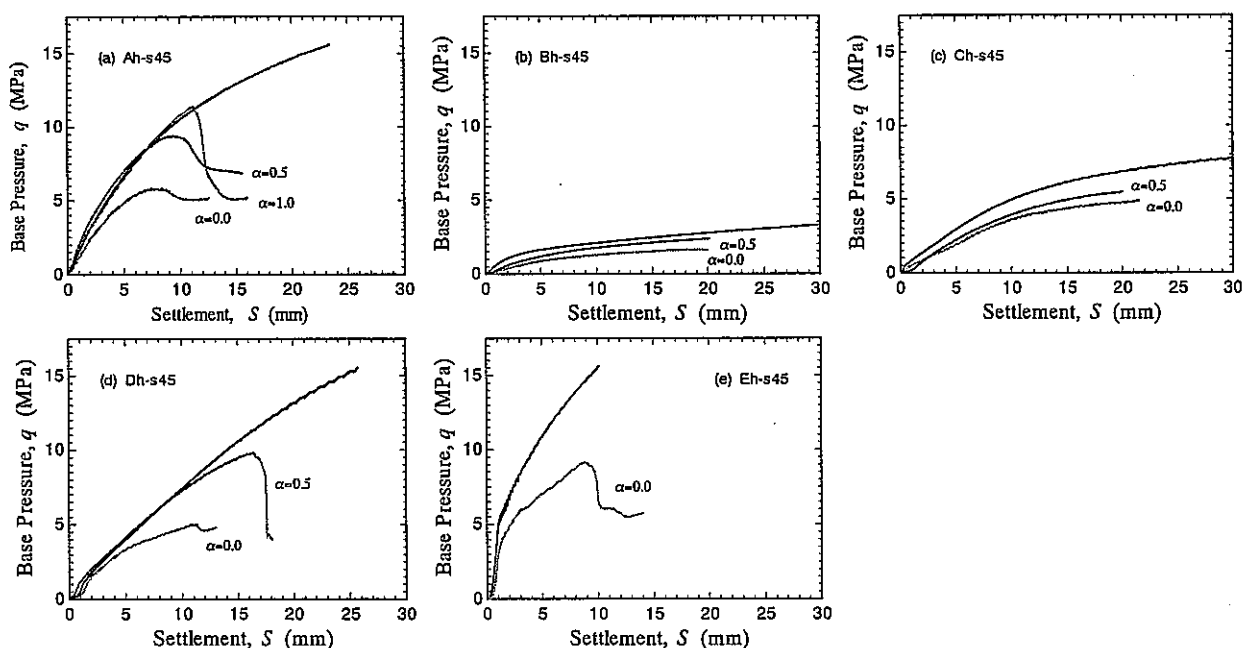 (a) Ah-s45
Base Pressure, q (MPa)
15
10
5
0
α=0.5
α=0.0
α=1.0
0 5 10 15 20 25 30
Settlement, S (mm)
(b) Bh-s45
Base Pressure, q (MPa)
15
10
5
0
α=0.5
α=0.0
0 5 10 15 20 25 30
Settlement, S (mm)
(c) Ch-s45
Base Pressure, q (MPa)
15
10
5
0
α=0.5
α=0.0
0 5 10 15 20 25 30
Settlement, S (mm)
(d) Dh-s45
Base Pressure, q (MPa)
15
10
5
0
α=0.5
α=0.0
0 5 10 15 20 25 30
Settlement, S (mm)
(e) Eh-s45
Base Pressure, q (MPa)
15
10
5
0
α=0.0
0 5 10 15 20 25 30
Settlement, S (mm)